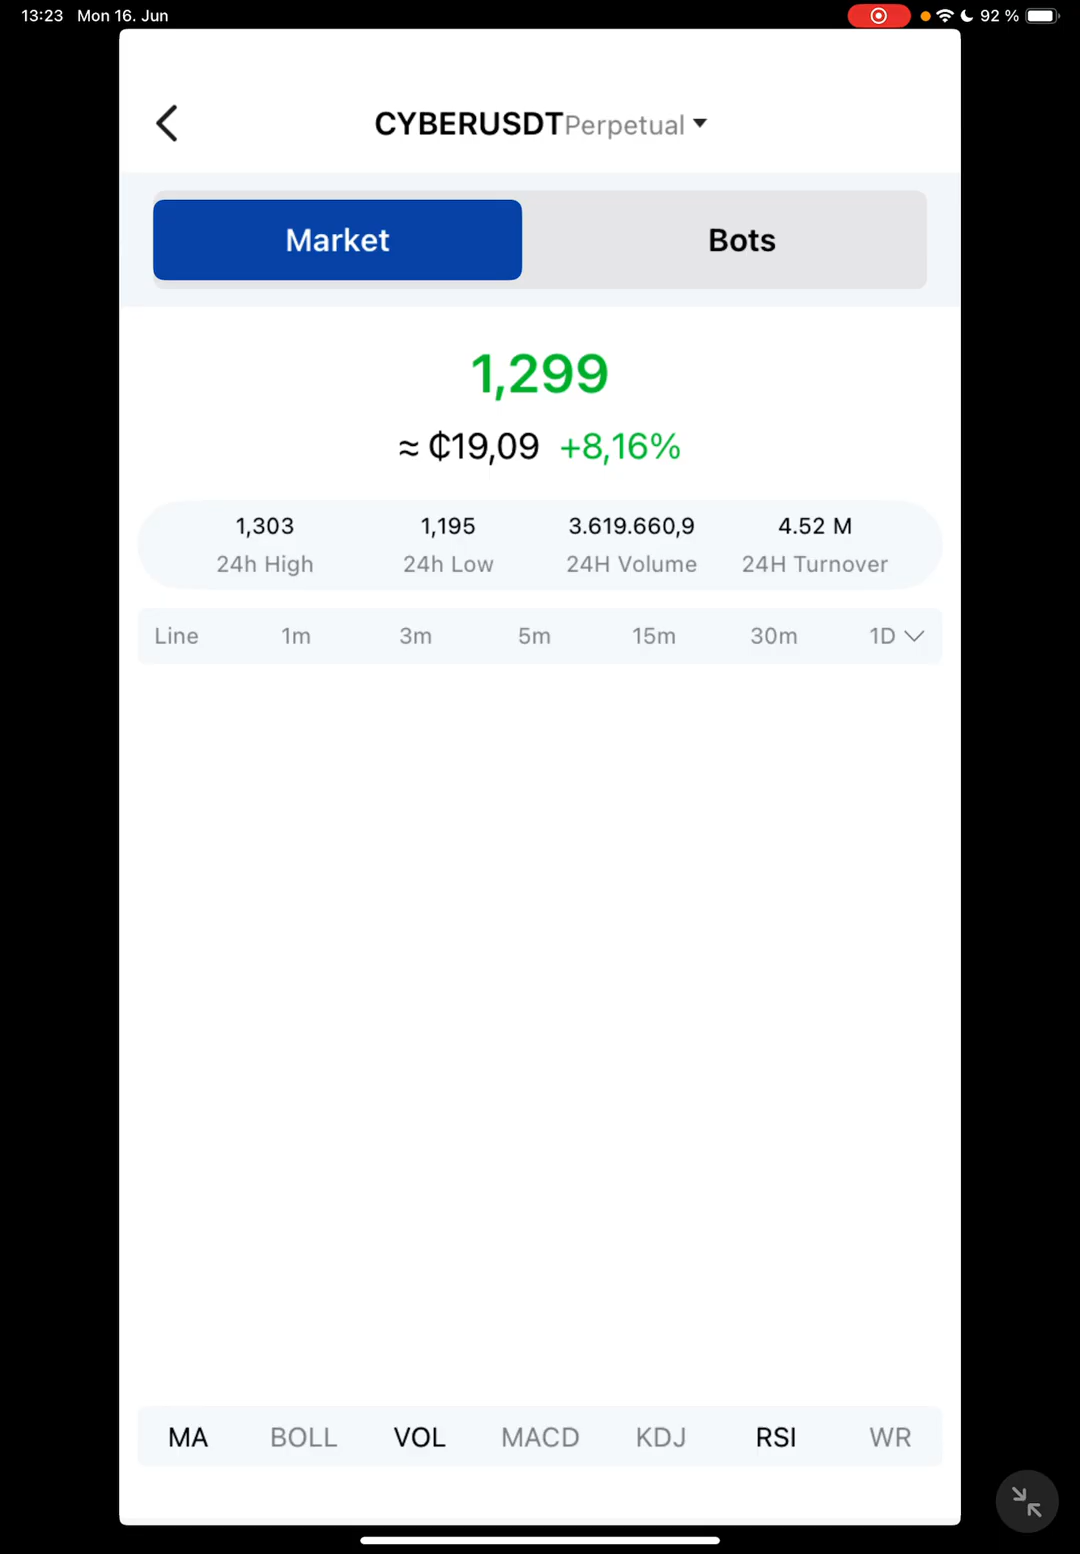 13:23 Mon 16. Jun 92 %
CYBERUSDTPerpetual
Market Bots
1,299
≈ ₵19,09 +8,16%
1,303 1,195 3.619.660,9 4.52 M
24h High 24h Low 24H Volume 24H Turnover
Line 1m 3m 5m 15m 30m 1D
MA BOLL VOL MACD KDJ RSI WR